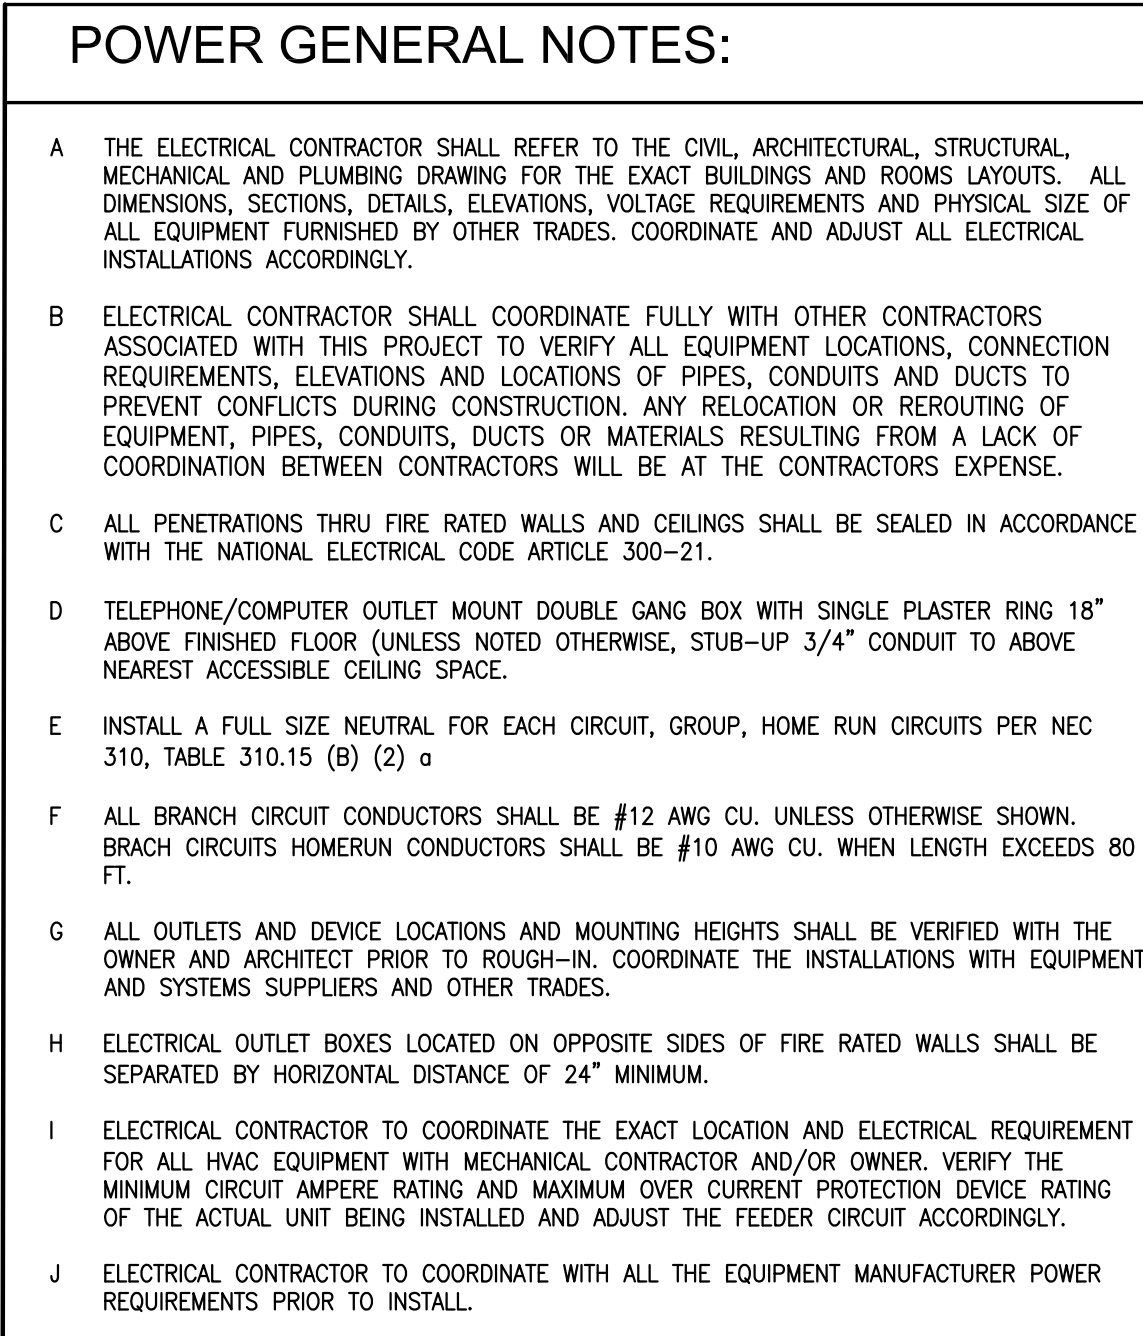 POWER GENERAL NOTES:
A THE ELECTRICAL CONTRACTOR SHALL REFER TO THE CIVIL, ARCHITECTURAL, STRUCTURAL,
MECHANICAL AND PLUMBING DRAWING FOR THE EXACT BUILDINGS AND ROOMS LAYOUTS. ALL
DIMENSIONS, SECTIONS, DETAILS, ELEVATIONS, VOLTAGE REQUIREMENTS AND PHYSICAL SIZE OF
ALL EQUIPMENT FURNISHED BY OTHER TRADES. COORDINATE AND ADJUST ALL ELECTRICAL
INSTALLATIONS ACCORDINGLY.
B ELECTRICAL CONTRACTOR SHALL COORDINATE FULLY WITH OTHER CONTRACTORS
ASSOCIATED WITH THIS PROJECT TO VERIFY ALL EQUIPMENT LOCATIONS, CONNECTION
REQUIREMENTS, ELEVATIONS AND LOCATIONS OF PIPES, CONDUITS AND DUCTS TO
PREVENT CONFLICTS DURING CONSTRUCTION. ANY RELOCATION OR REROUTING OF
EQUIPMENT, PIPES, CONDUITS, DUCTS OR MATERIALS RESULTING FROM A LACK OF
COORDINATION BETWEEN CONTRACTORS WILL BE AT THE CONTRACTORS EXPENSE.
C ALL PENETRATIONS THRU FIRE RATED WALLS AND CEILINGS SHALL BE SEALED IN ACCORDANCE
WITH THE NATIONAL ELECTRICAL CODE ARTICLE 300-21.
D TELEPHONE/COMPUTER OUTLET MOUNT DOUBLE GANG BOX WITH SINGLE PLASTER RING 18"
ABOVE FINISHED FLOOR (UNLESS NOTED OTHERWISE, STUB-UP 3/4" CONDUIT TO ABOVE
NEAREST ACCESSIBLE CEILING SPACE.
E INSTALL A FULL SIZE NEUTRAL FOR EACH CIRCUIT, GROUP, HOME RUN CIRCUITS PER NEC
310, TABLE 310.15 (B) (2) a
F ALL BRANCH CIRCUIT CONDUCTORS SHALL BE #12 AWG CU. UNLESS OTHERWISE SHOWN.
BRACH CIRCUITS HOMERUN CONDUCTORS SHALL BE #10 AWG CU. WHEN LENGTH EXCEEDS 80
FT.
G ALL OUTLETS AND DEVICE LOCATIONS AND MOUNTING HEIGHTS SHALL BE VERIFIED WITH THE
OWNER AND ARCHITECT PRIOR TO ROUGH-IN. COORDINATE THE INSTALLATIONS WITH EQUIPMENT
AND SYSTEMS SUPPLIERS AND OTHER TRADES.
H ELECTRICAL OUTLET BOXES LOCATED ON OPPOSITE SIDES OF FIRE RATED WALLS SHALL BE
SEPARATED BY HORIZONTAL DISTANCE OF 24" MINIMUM.
I ELECTRICAL CONTRACTOR TO COORDINATE THE EXACT LOCATION AND ELECTRICAL REQUIREMENT
FOR ALL HVAC EQUIPMENT WITH MECHANICAL CONTRACTOR AND/OR OWNER. VERIFY THE
MINIMUM CIRCUIT AMPERE RATING AND MAXIMUM OVER CURRENT PROTECTION DEVICE RATING
OF THE ACTUAL UNIT BEING INSTALLED AND ADJUST THE FEEDER CIRCUIT ACCORDINGLY.
J ELECTRICAL CONTRACTOR TO COORDINATE WITH ALL THE EQUIPMENT MANUFACTURER POWER
REQUIREMENTS PRIOR TO INSTALL.